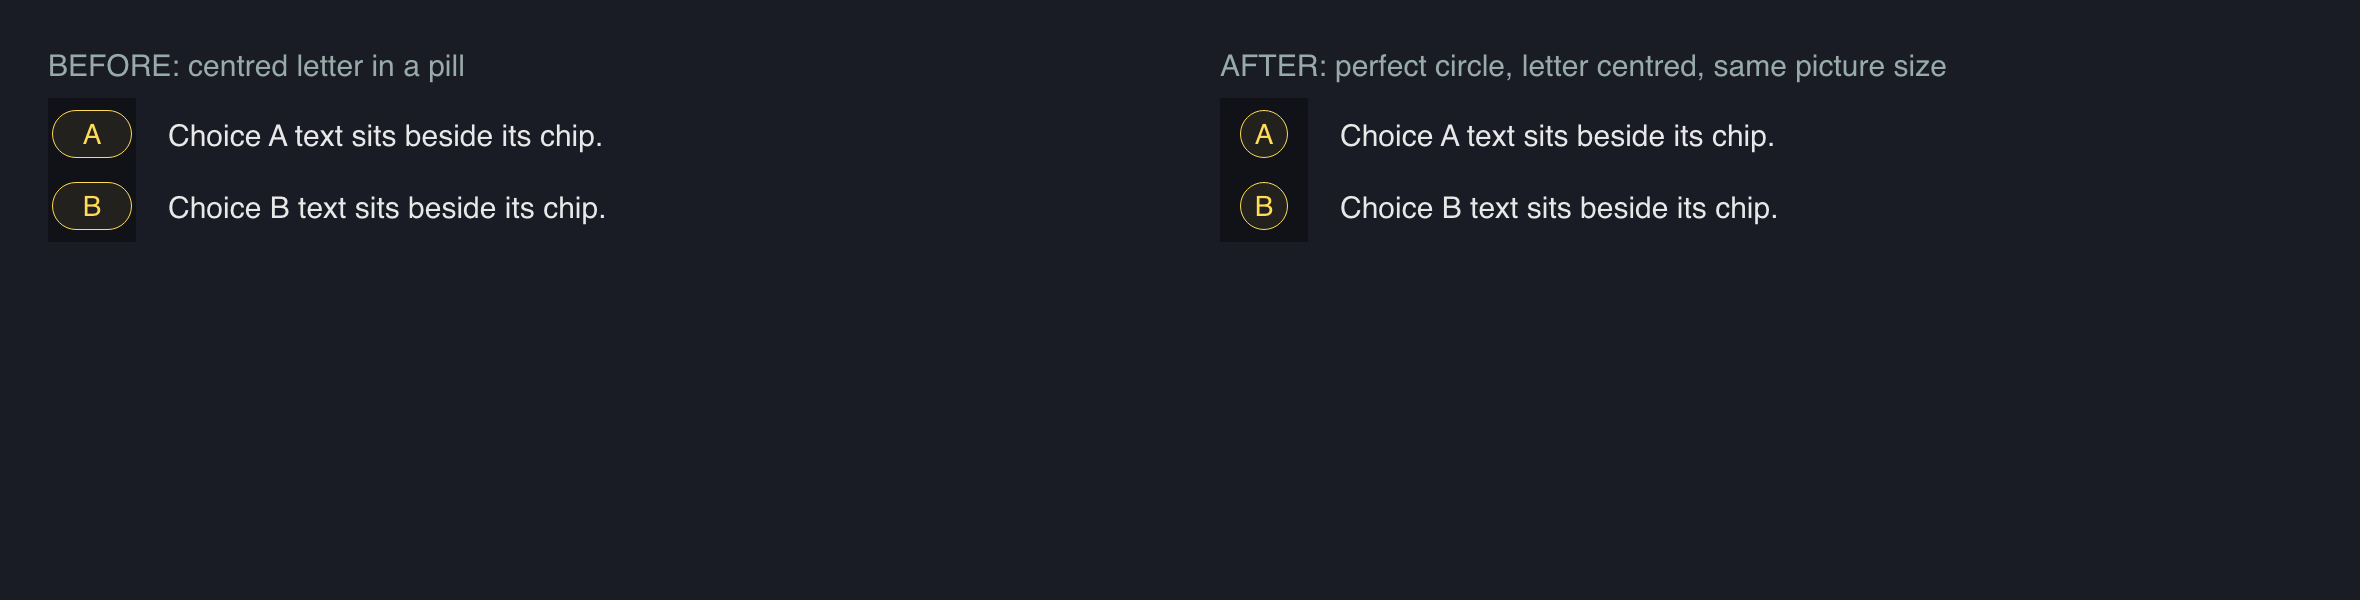 BEFORE: centred letter in a pill
A Choice A text sits beside its chip.
B Choice B text sits beside its chip.
AFTER: perfect circle, letter centred, same picture size
A Choice A text sits beside its chip.
B Choice B text sits beside its chip.